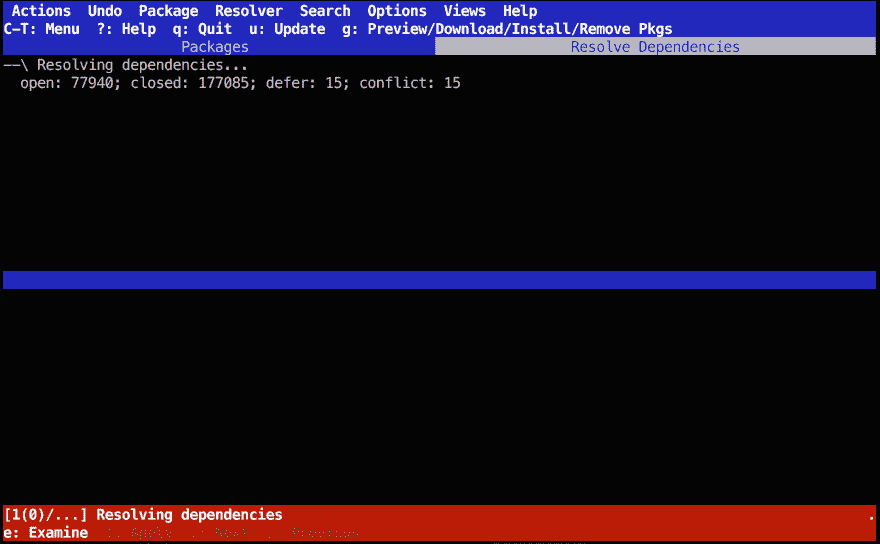 Actions Undo Package Resolver Search Options Views Help
C-T: Menu ?: Help q: Quit u: Update g: Preview/Download/Install/Remove Pkgs
Packages Resolve Dependencies
--\ Resolving dependencies...
open: 77940; closed: 177085; defer: 15; conflict: 15
[1(0)/...] Resolving dependencies .
e: Examine